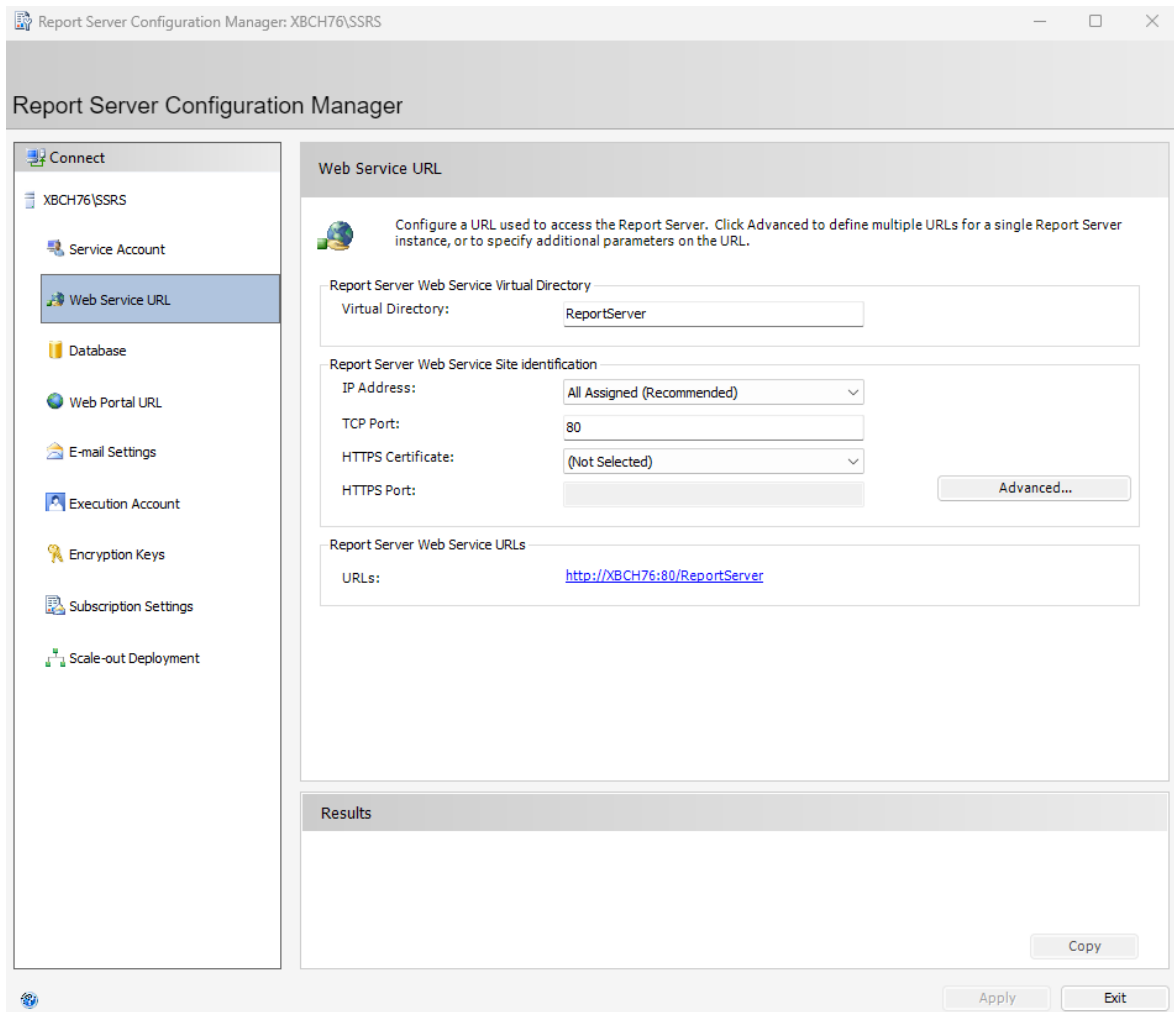 Report Server Configuration Manager: XBCH76\SSRS
Report Server Configuration Manager
Connect
XBCH76\SSRS
Service Account
Web Service URL
Database
Web Portal URL
E-mail Settings
Execution Account
Encryption Keys
Subscription Settings
Scale-out Deployment
Web Service URL
Configure a URL used to access the Report Server.  Click Advanced to define multiple URLs for a single Report Server
instance, or to specify additional parameters on the URL.
Report Server Web Service Virtual Directory
Virtual Directory: ReportServer
Report Server Web Service Site identification
IP Address: All Assigned (Recommended)
TCP Port: 80
HTTPS Certificate: (Not Selected)
HTTPS Port:
Advanced...
Report Server Web Service URLs
URLs: http://XBCH76:80/ReportServer
Results
Copy
Apply
Exit